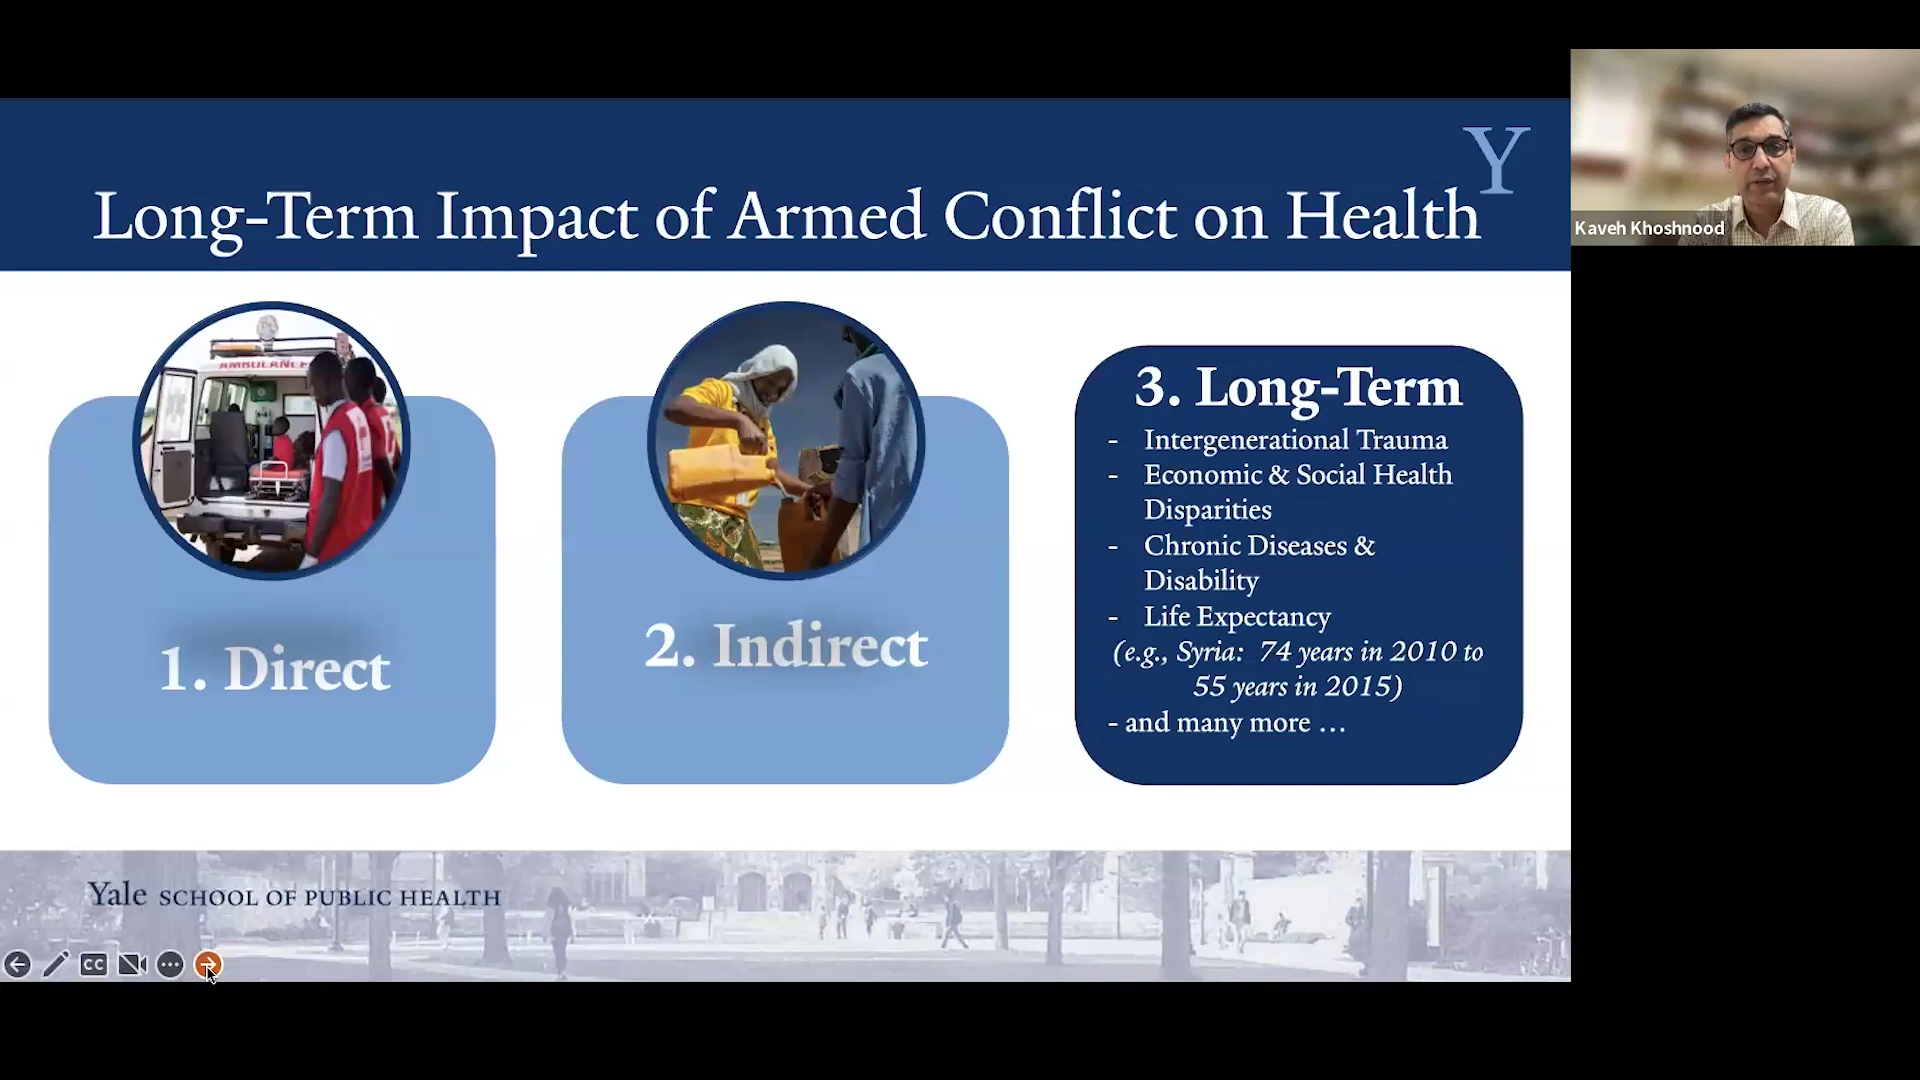 Y
Long-Term Impact of Armed Conflict on Health
Kaveh Khoshnood
AMBULANCE
1. Direct
2. Indirect
3. Long-Term
- Intergenerational Trauma
- Economic & Social Health
Disparities
- Chronic Diseases &
Disability
- Life Expectancy
(e.g., Syria: 74 years in 2010 to
55 years in 2015)
- and many more …
Yale SCHOOL OF PUBLIC HEALTH
CC